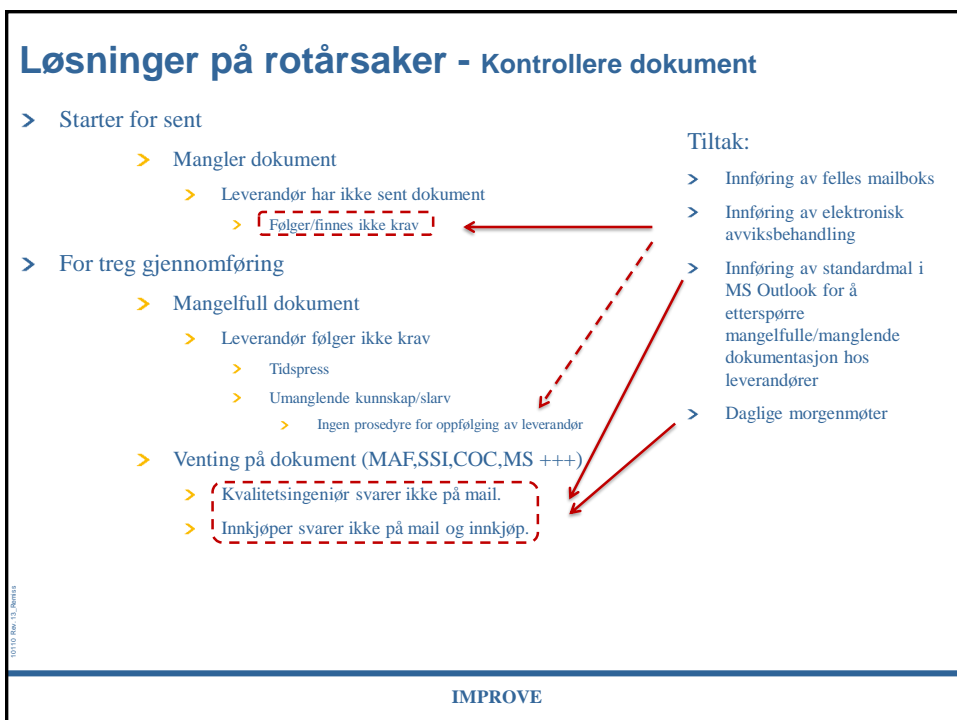 Løsninger på rotårsaker - Kontrollere dokument
Starter for sent
Mangler dokument
Leverandør har ikke sent dokument
Følger/finnes ikke krav
For treg gjennomføring
Mangelfull dokument
Leverandør følger ikke krav
Tidspress
Umanglende kunnskap/slarv
Ingen prosedyre for oppfølging av leverandør
Venting på dokument (MAF,SSI,COC,MS +++)
Kvalitetsingeniør svarer ikke på mail.
Innkjøper svarer ikke på mail og innkjøp.
Tiltak:
Innføring av felles mailboks
Innføring av elektronisk
avviksbehandling
Innføring av standardmal i
MS Outlook for å
etterspørre
mangelfulle/manglende
dokumentasjon hos
leverandører
Daglige morgenmøter
10110 Rev. 13_Remiss
IMPROVE